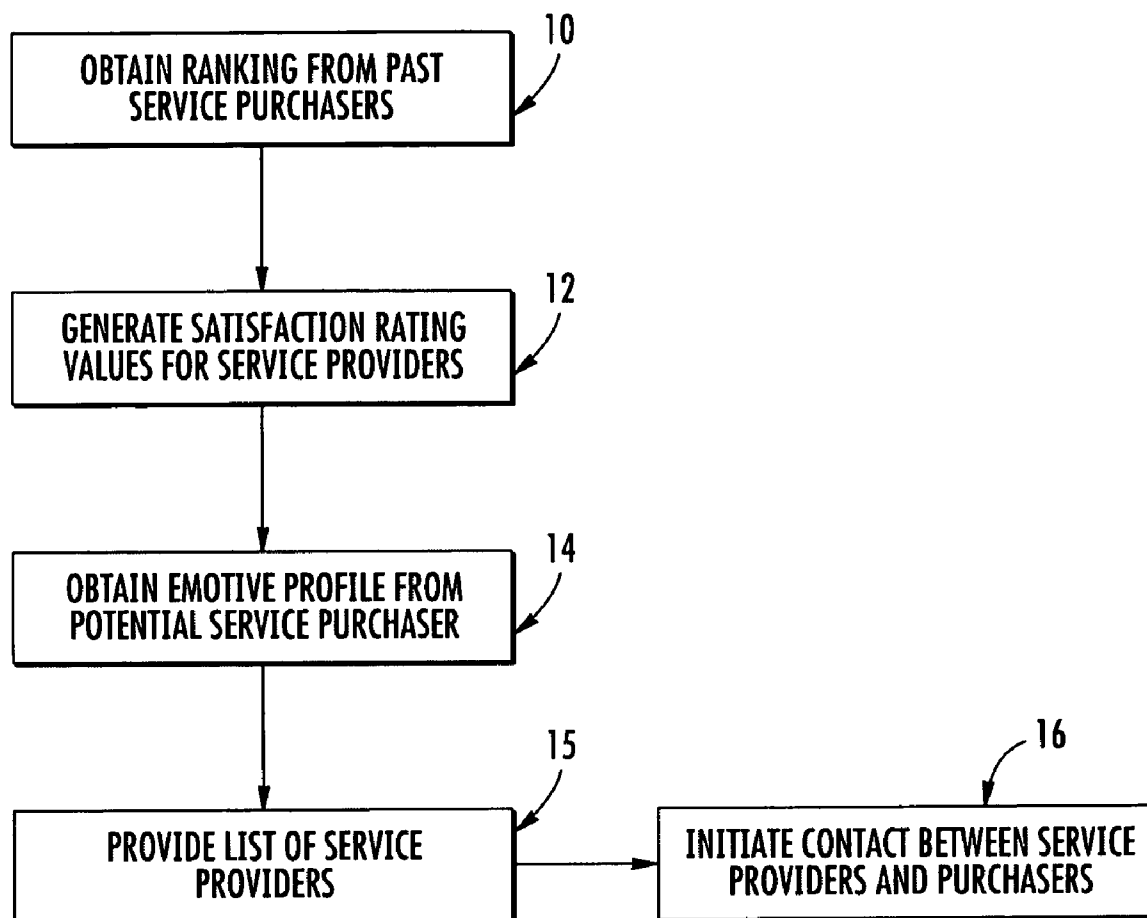 10
OBTAIN RANKING FROM PAST
SERVICE PURCHASERS
12
GENERATE SATISFACTION RATING
VALUES FOR SERVICE PROVIDERS
14
OBTAIN EMOTIVE PROFILE FROM
POTENTIAL SERVICE PURCHASER
15
PROVIDE LIST OF SERVICE
PROVIDERS
16
INITIATE CONTACT BETWEEN SERVICE
PROVIDERS AND PURCHASERS